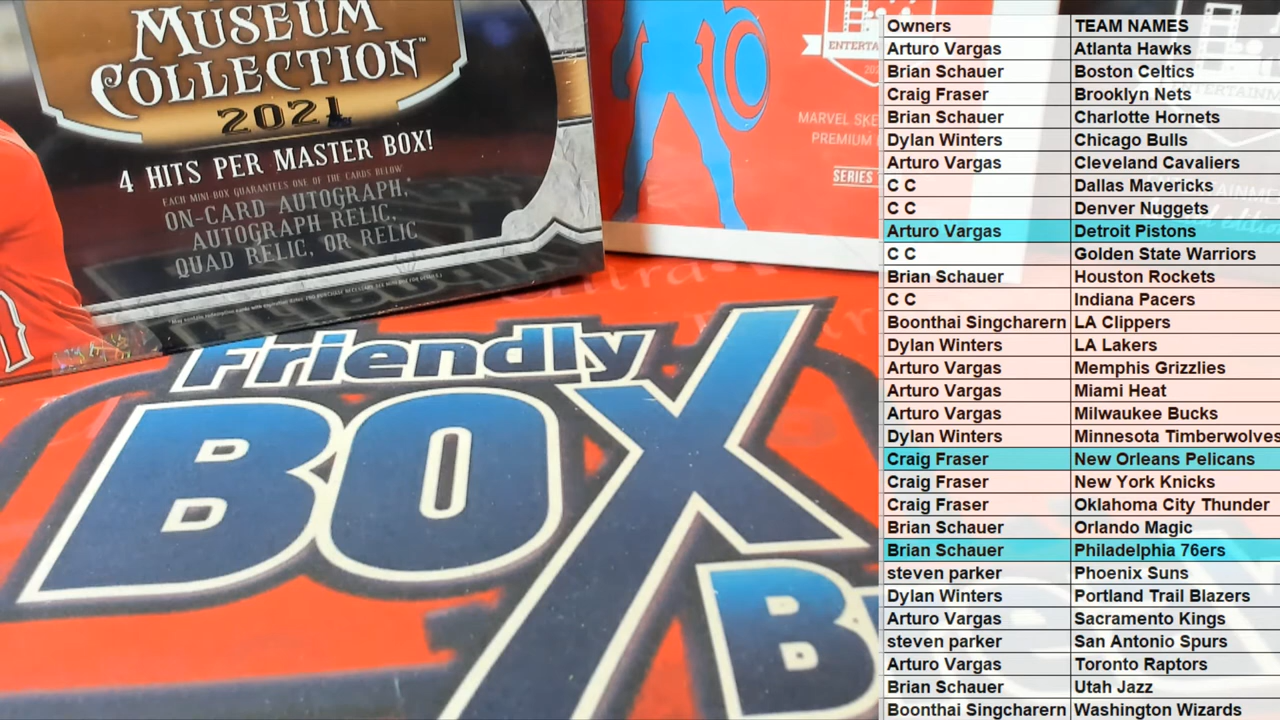 MUSEUM
COLLECTION™
2021
4 HITS PER MASTER BOX!
EACH MINI-BOX GUARANTEES ONE OF THE CARDS BELOW
ON-CARD AUTOGRAPH,*
AUTOGRAPH RELIC,
QUAD RELIC, OR RELIC
ENTERTA
MARVEL SKE
PREMIUM
SERIES
Friendly
BOX
Owners TEAM NAMES
Arturo Vargas Atlanta Hawks
Brian Schauer Boston Celtics
Craig Fraser Brooklyn Nets
Brian Schauer Charlotte Hornets
Dylan Winters Chicago Bulls
Arturo Vargas Cleveland Cavaliers
C C Dallas Mavericks
C C Denver Nuggets
Arturo Vargas Detroit Pistons
C C Golden State Warriors
Brian Schauer Houston Rockets
C C Indiana Pacers
Boonthai Singcharern LA Clippers
Dylan Winters LA Lakers
Arturo Vargas Memphis Grizzlies
Arturo Vargas Miami Heat
Arturo Vargas Milwaukee Bucks
Dylan Winters Minnesota Timberwolves
Craig Fraser New Orleans Pelicans
Craig Fraser New York Knicks
Craig Fraser Oklahoma City Thunder
Brian Schauer Orlando Magic
Brian Schauer Philadelphia 76ers
steven parker Phoenix Suns
Dylan Winters Portland Trail Blazers
Arturo Vargas Sacramento Kings
steven parker San Antonio Spurs
Arturo Vargas Toronto Raptors
Brian Schauer Utah Jazz
Boonthai Singcharern Washington Wizards